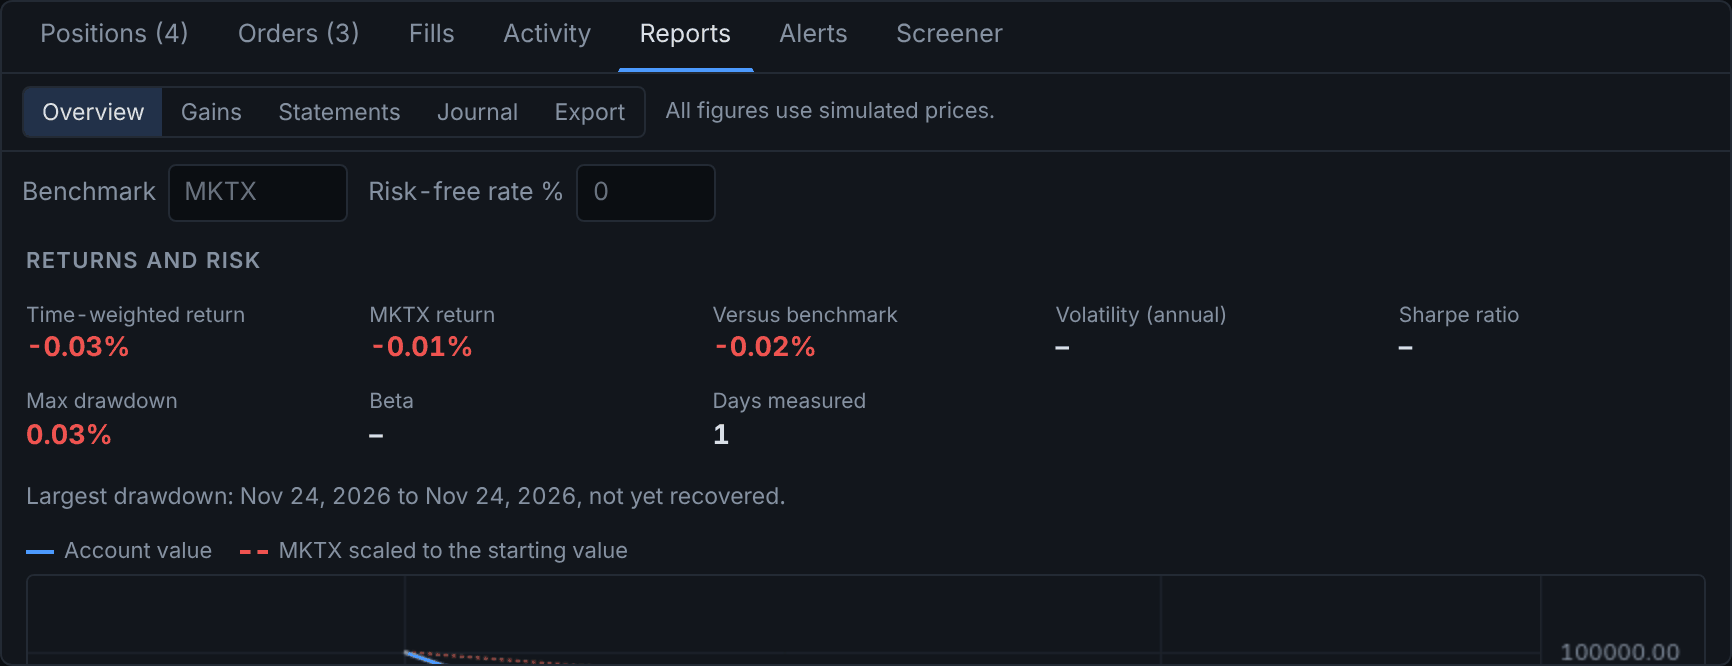 Positions (4) Orders (3) Fills Activity Reports Alerts Screener
Overview Gains Statements Journal Export All figures use simulated prices.
Benchmark MKTX Risk-free rate % 0
RETURNS AND RISK
Time-weighted return MKTX return Versus benchmark Volatility (annual) Sharpe ratio
-0.03% -0.01% -0.02% – –
Max drawdown Beta Days measured
0.03% – 1
Largest drawdown: Nov 24, 2026 to Nov 24, 2026, not yet recovered.
Account value MKTX scaled to the starting value
100000.00